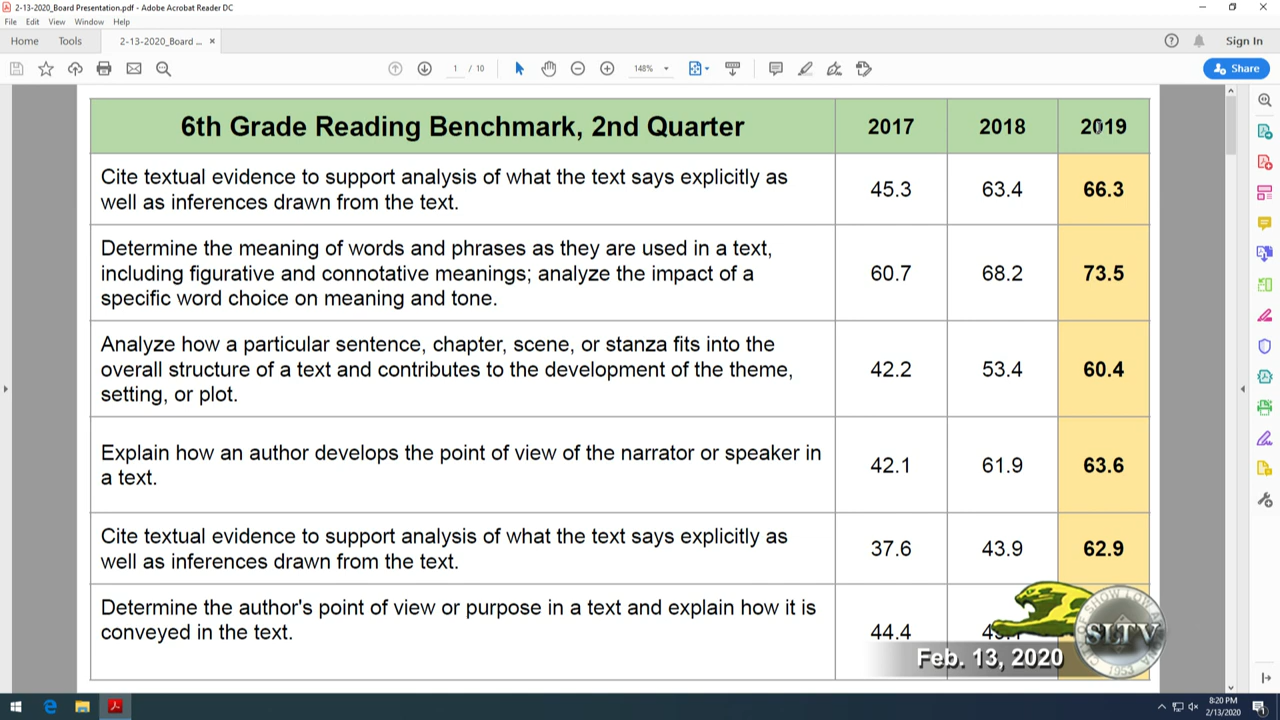 2-13-2020_Board Presentation.pdf - Adobe Acrobat Reader DC
File Edit View Window Help
Home Tools 2-13-2020_Board ... × Sign In
1 / 10 148% Share
6th Grade Reading Benchmark, 2nd Quarter 2017 2018 2019
Cite textual evidence to support analysis of what the text says explicitly as
well as inferences drawn from the text.
45.3 63.4 66.3
Determine the meaning of words and phrases as they are used in a text,
including figurative and connotative meanings; analyze the impact of a
specific word choice on meaning and tone.
60.7 68.2 73.5
Analyze how a particular sentence, chapter, scene, or stanza fits into the
overall structure of a text and contributes to the development of the theme,
setting, or plot.
42.2 53.4 60.4
Explain how an author develops the point of view of the narrator or speaker in
a text.
42.1 61.9 63.6
Cite textual evidence to support analysis of what the text says explicitly as
well as inferences drawn from the text.
37.6 43.9 62.9
Determine the author's point of view or purpose in a text and explain how it is
conveyed in the text.
44.4
SLTV
1953
Feb. 13, 2020
8:20 PM
2/13/2020